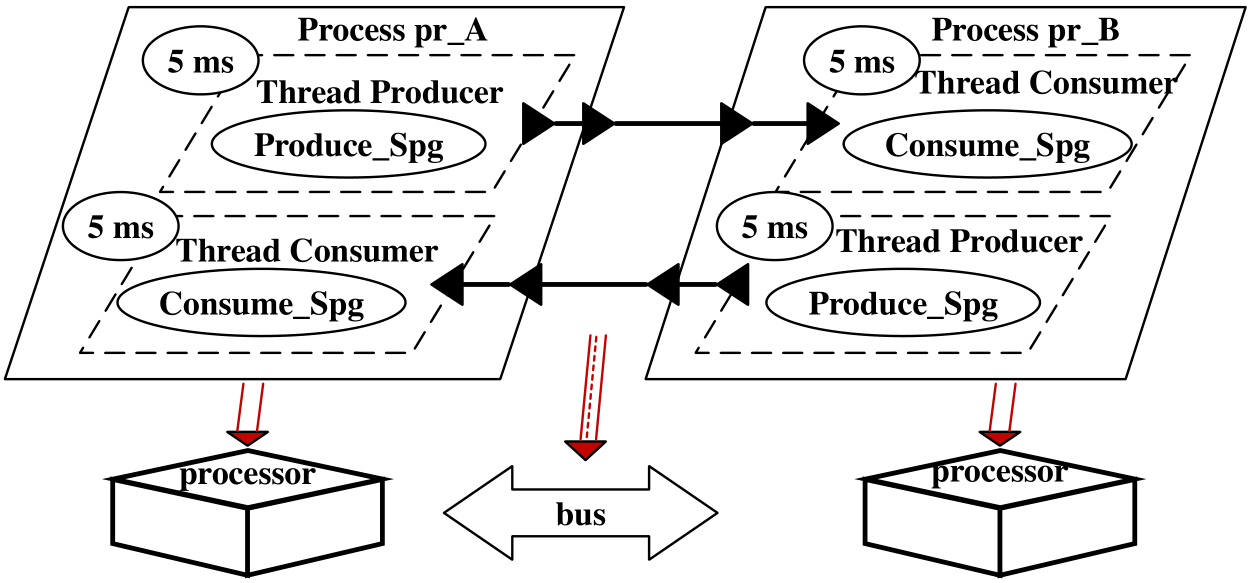 Process pr_A
5 ms
Thread Producer
Produce_Spg
5 ms
Thread Consumer
Consume_Spg
Process pr_B
5 ms
Thread Consumer
Consume_Spg
5 ms
Thread Producer
Produce_Spg
processor
bus
processor